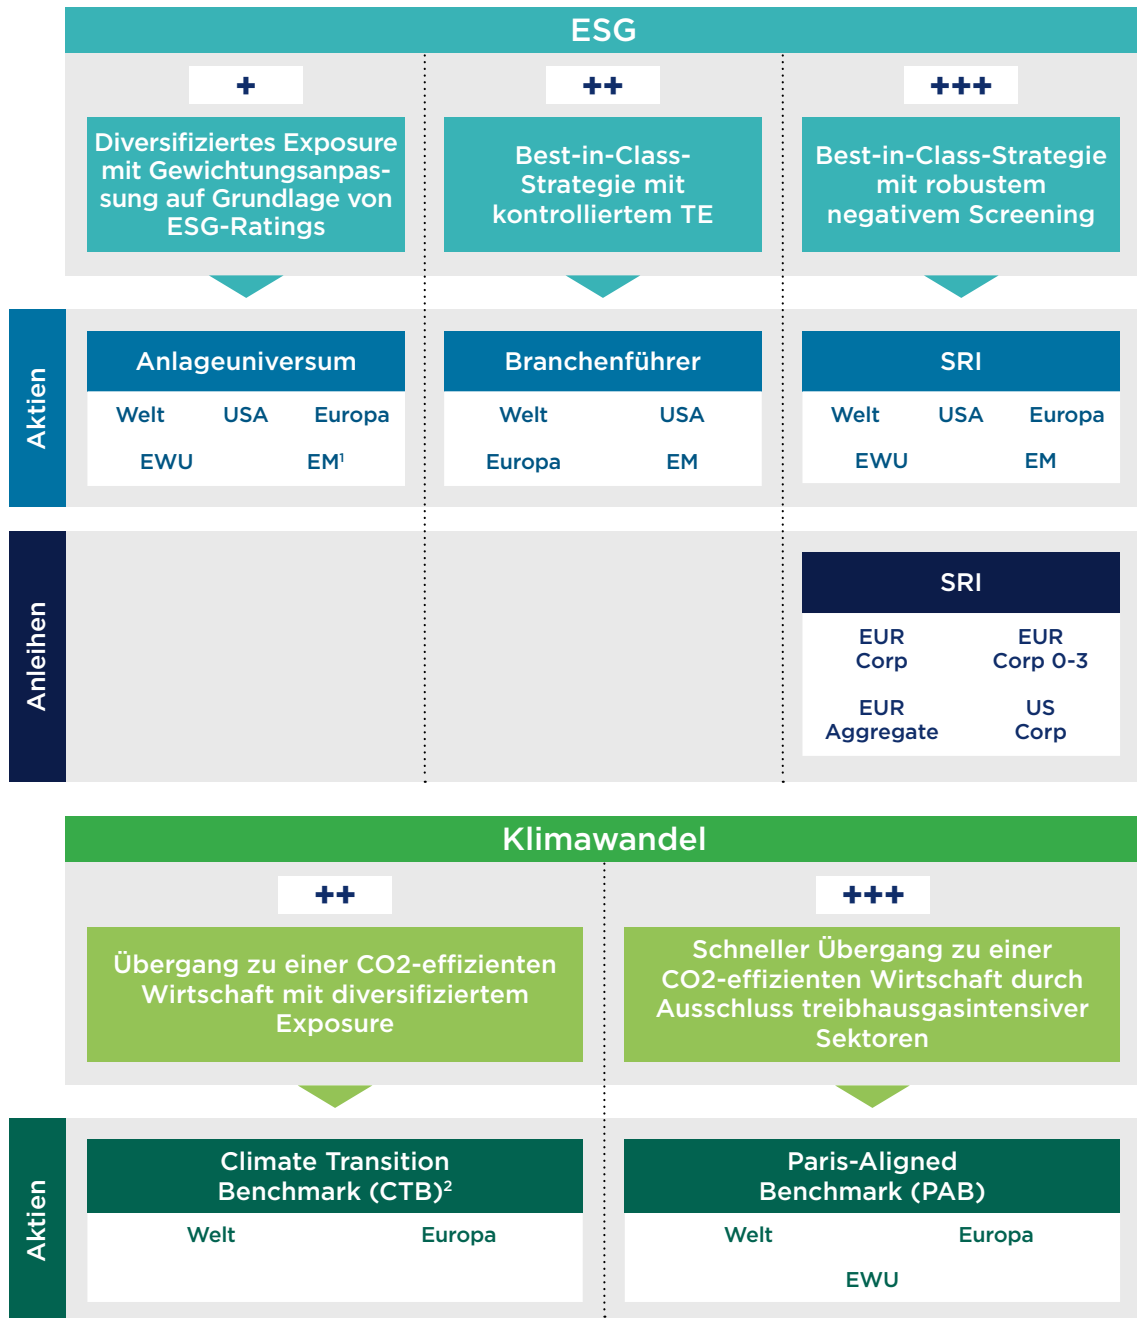 ESG
+
++
+++
Diversifiziertes Exposure
mit Gewichtungsanpas-
sung auf Grundlage von
ESG-Ratings
Best-in-Class-
Strategie mit
kontrolliertem TE
Best-in-Class-Strategie
mit robustem
negativem Screening
Aktien
Anlageuniversum
Welt USA Europa
EWU EM¹
Branchenführer
Welt USA
Europa EM
SRI
Welt USA Europa
EWU EM
Anleihen
SRI
EUR
Corp
EUR
Corp 0-3
EUR
Aggregate
US
Corp
Klimawandel
++
+++
Übergang zu einer CO2-effizienten
Wirtschaft mit diversifiziertem
Exposure
Schneller Übergang zu einer
CO2-effizienten Wirtschaft durch
Ausschluss treibhausgasintensiver
Sektoren
Aktien
Climate Transition
Benchmark (CTB)²
Welt Europa
Paris-Aligned
Benchmark (PAB)
Welt Europa
EWU